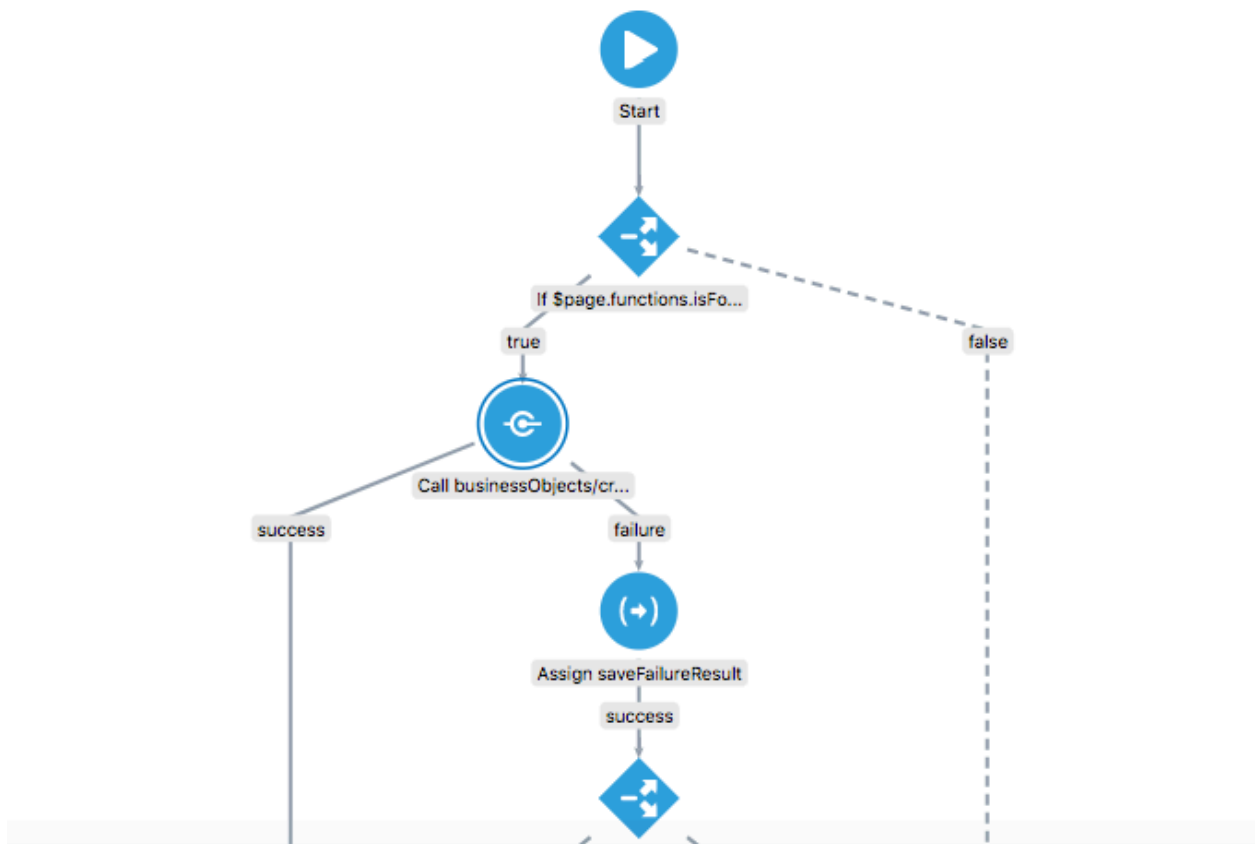 Start
If $page.functions.isFo...
true
false
Call businessObjects/cr...
success
failure
Assign saveFailureResult
success